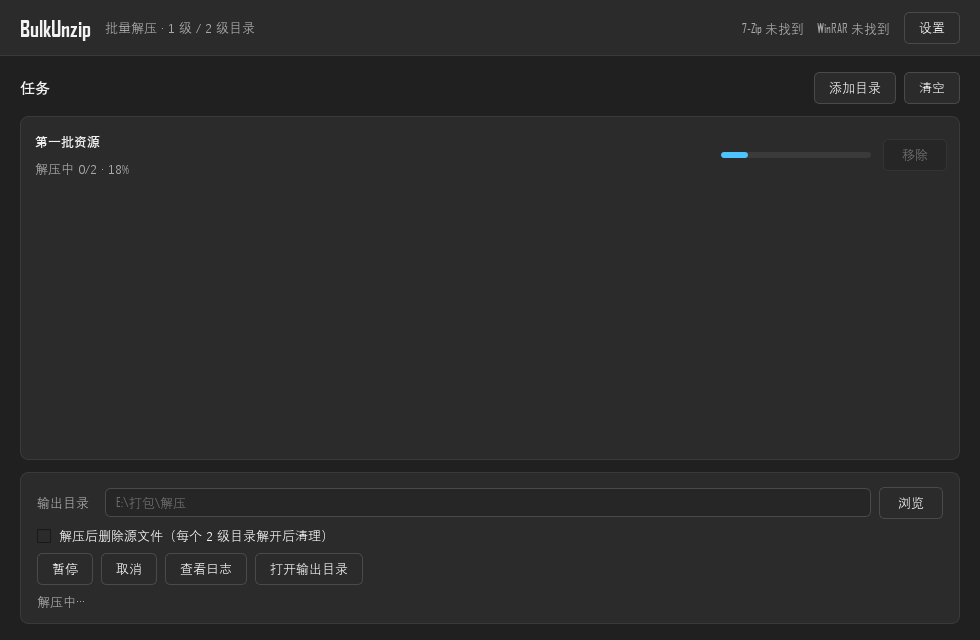 BulkUnzip 批量解压 · 1 级 / 2 级目录 7-Zip 未找到 WinRAR 未找到 设置
任务 添加目录 清空
第一批资源
解压中 0/2 · 18% 移除
输出目录 E:\打包\解压 浏览
解压后删除源文件（每个 2 级目录解开后清理）
暂停 取消 查看日志 打开输出目录
解压中…